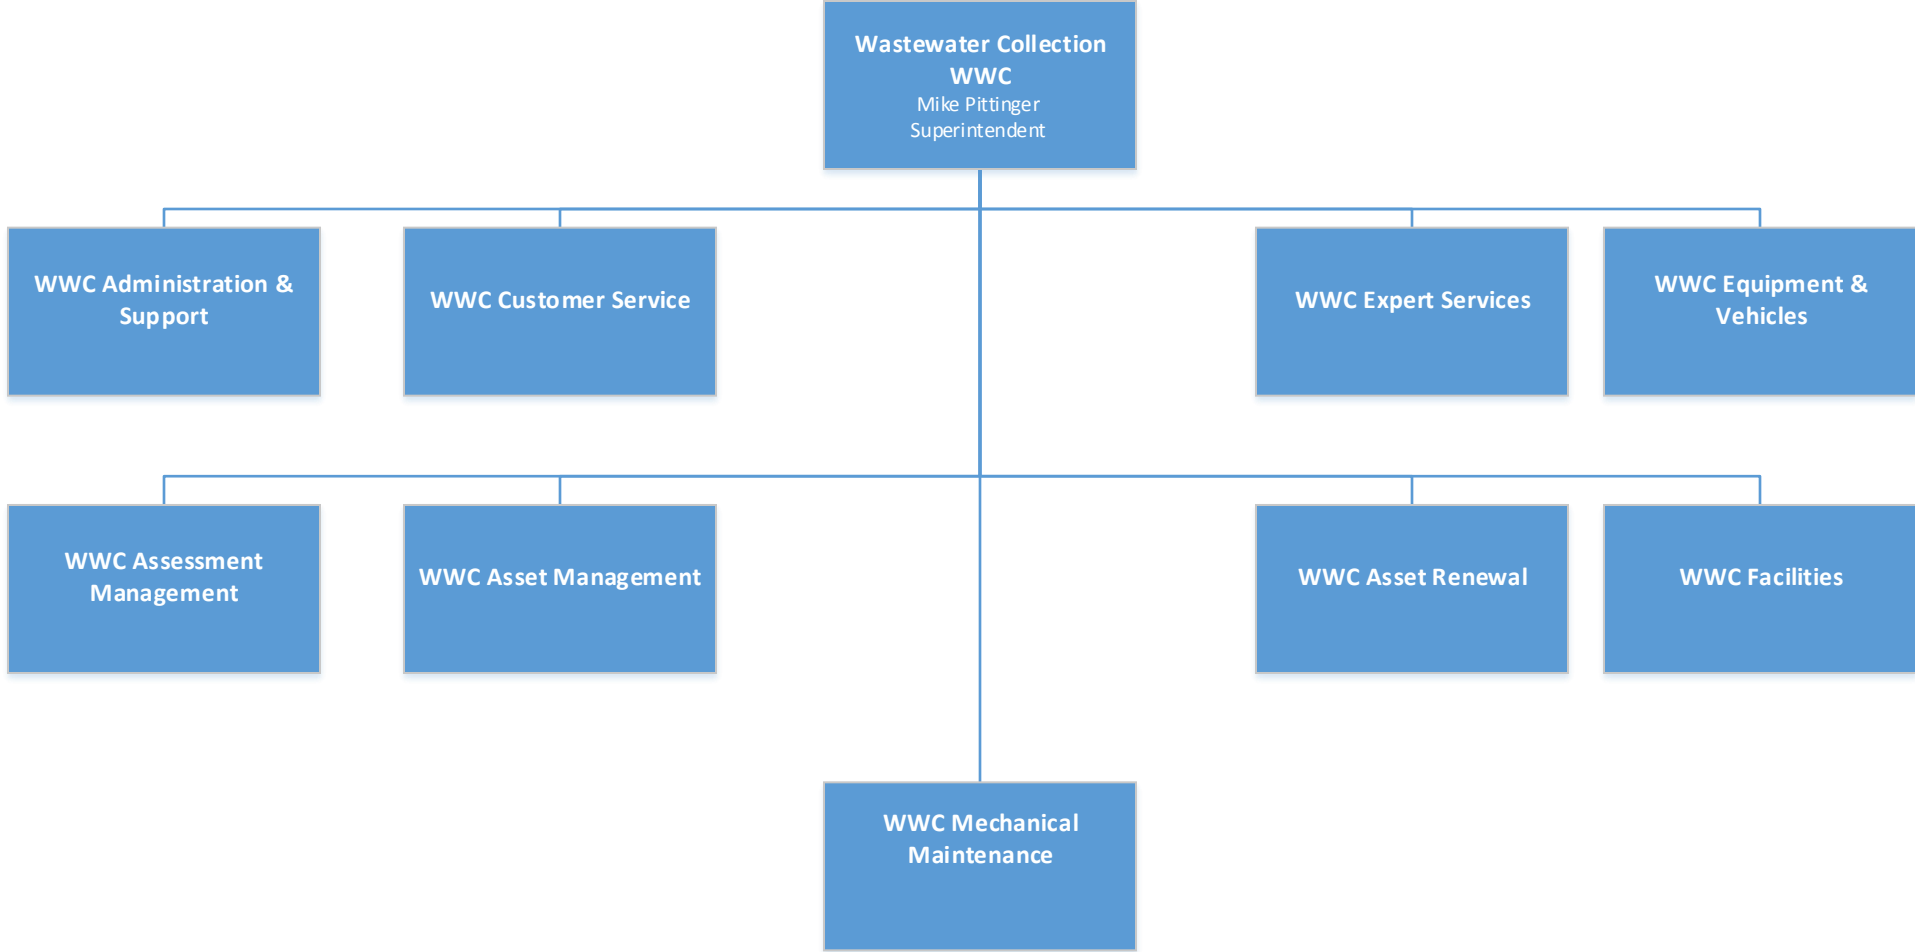 Wastewater Collection
WWC
Mike Pittinger
Superintendent
WWC Administration &
Support
WWC Customer Service
WWC Expert Services
WWC Equipment &
Vehicles
WWC Assessment
Management
WWC Asset Management
WWC Asset Renewal
WWC Facilities
WWC Mechanical
Maintenance